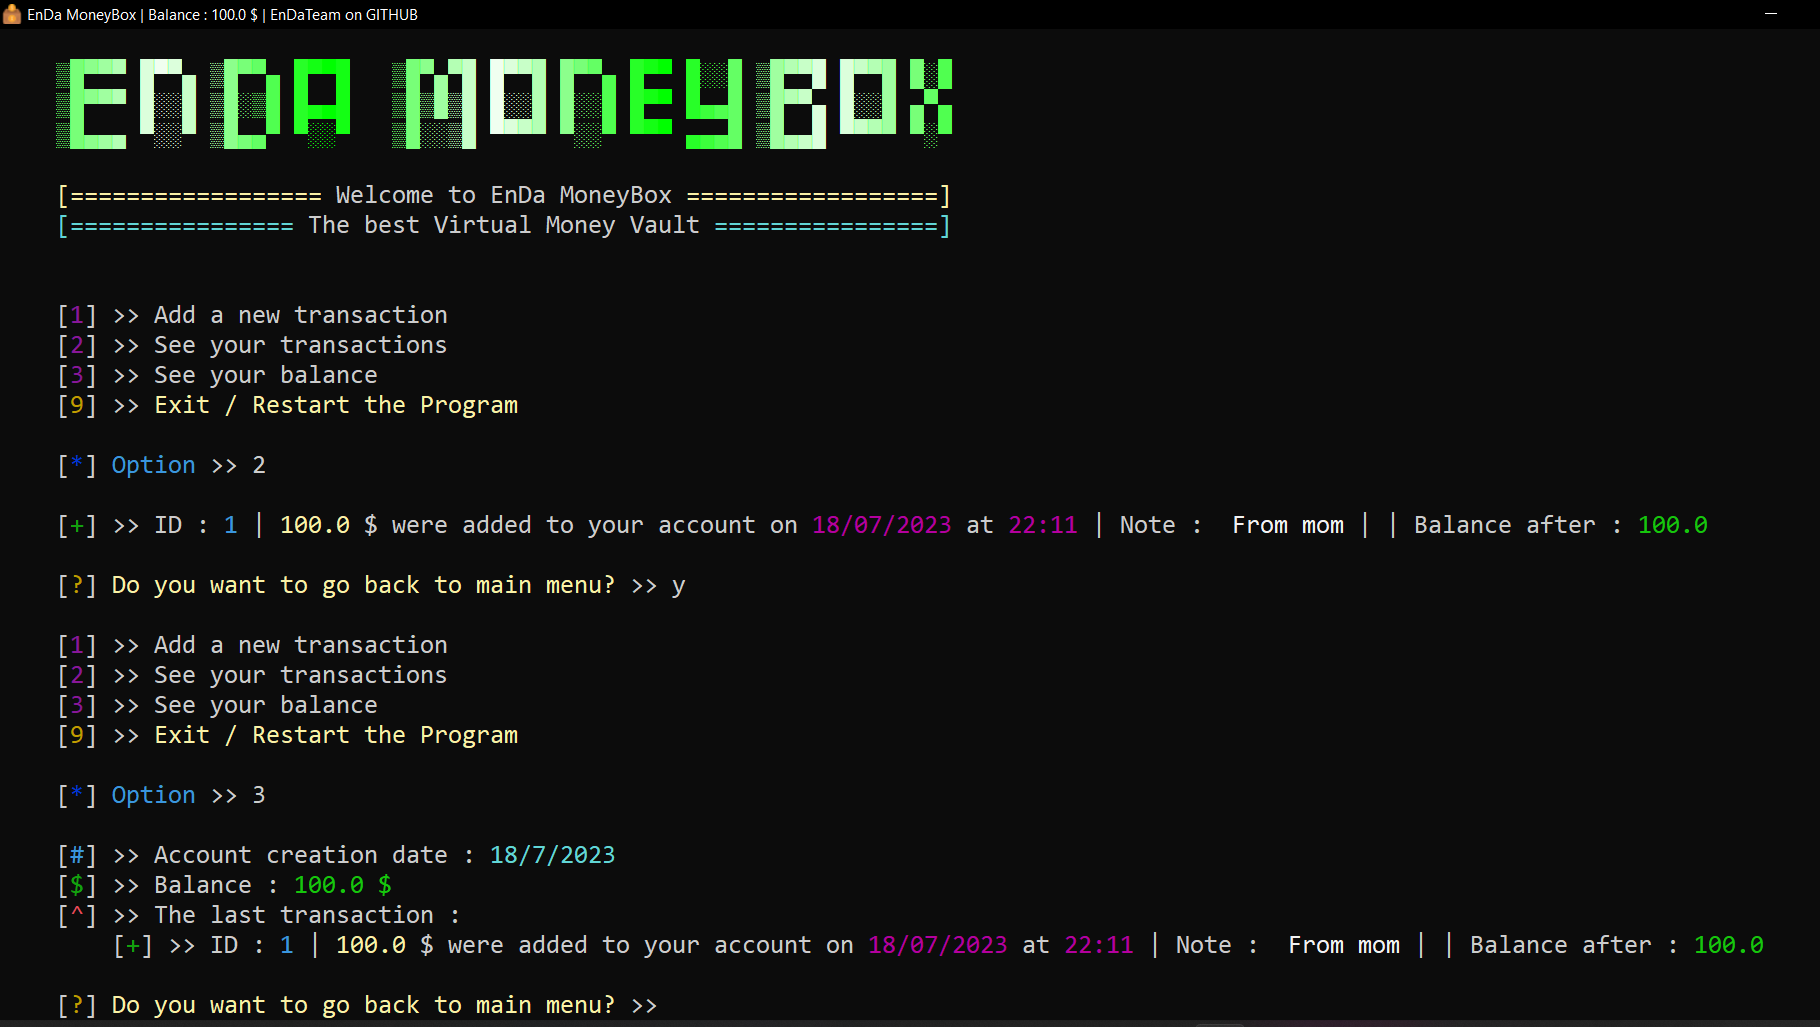 EnDa MoneyBox | Balance : 100.0 $ | EnDaTeam on GITHUB
ENDA MONEYBOX
[================== Welcome to EnDa MoneyBox ==================]
[================ The best Virtual Money Vault ================]
[1] >> Add a new transaction
[2] >> See your transactions
[3] >> See your balance
[9] >> Exit / Restart the Program
[*] Option >> 2
[+] >> ID : 1 | 100.0 $ were added to your account on 18/07/2023 at 22:11 | Note :  From mom | | Balance after : 100.0
[?] Do you want to go back to main menu? >> y
[1] >> Add a new transaction
[2] >> See your transactions
[3] >> See your balance
[9] >> Exit / Restart the Program
[*] Option >> 3
[#] >> Account creation date : 18/7/2023
[$] >> Balance : 100.0 $
[^] >> The last transaction :
[+] >> ID : 1 | 100.0 $ were added to your account on 18/07/2023 at 22:11 | Note :  From mom | | Balance after : 100.0
[?] Do you want to go back to main menu? >>